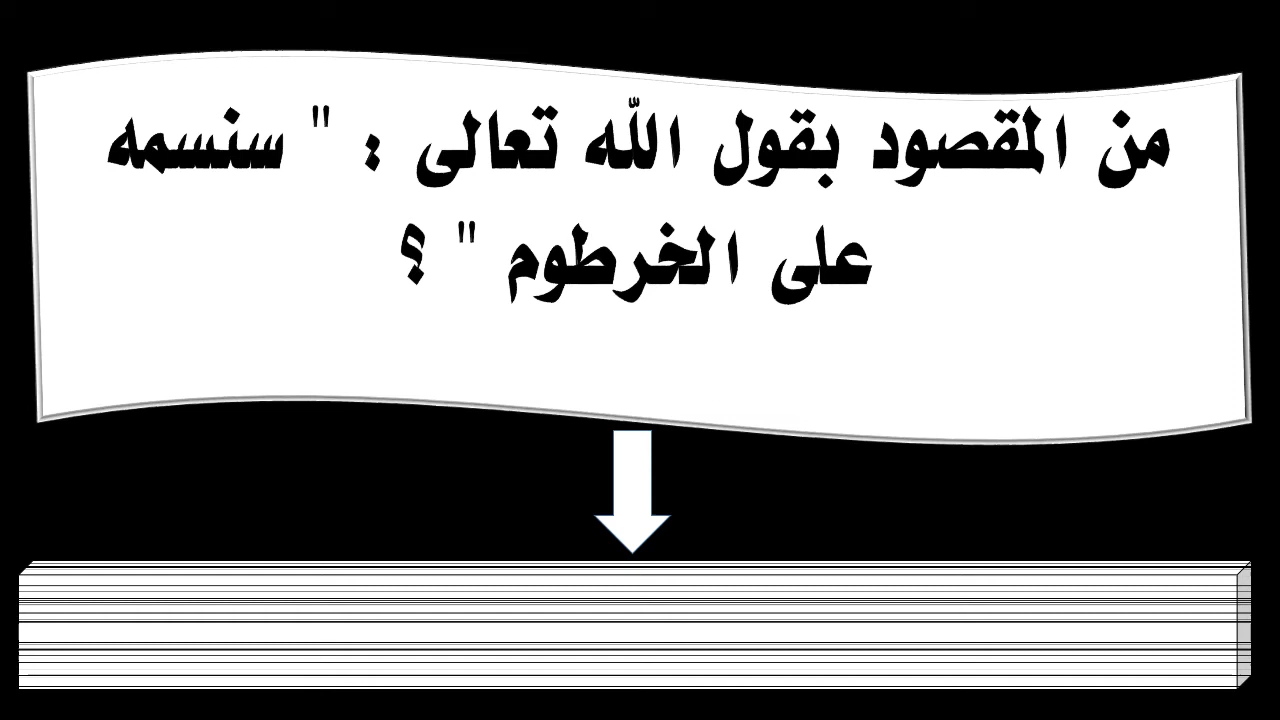 من المقصود بقول الله تعالى : " سنسمه
على الخرطوم " ؟